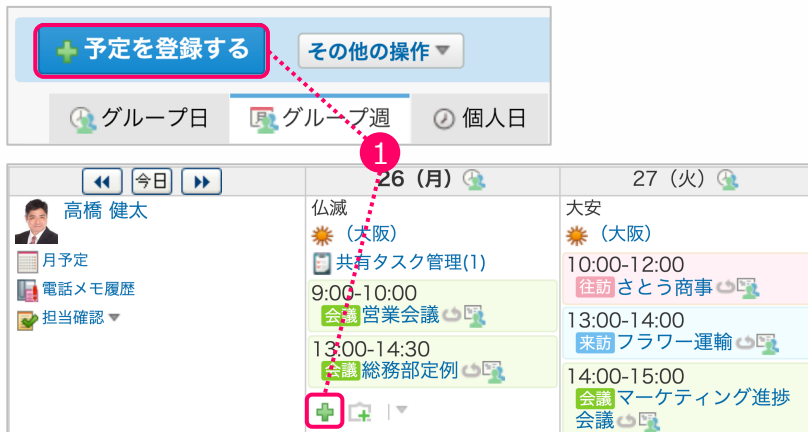 予定を登録する
その他の操作
グループ日
グループ週
個人日
1
今日
26（月）
27（火）
高橋 健太
月予定
電話メモ履歴
担当確認
仏滅
（大阪）
共有タスク管理(1)
9:00-10:00
会議 営業会議
13:00-14:30
会議 総務部定例
大安
（大阪）
10:00-12:00
往訪 さとう商事
13:00-14:00
来訪 フラワー運輸
14:00-15:00
会議 マーケティング進捗
会議